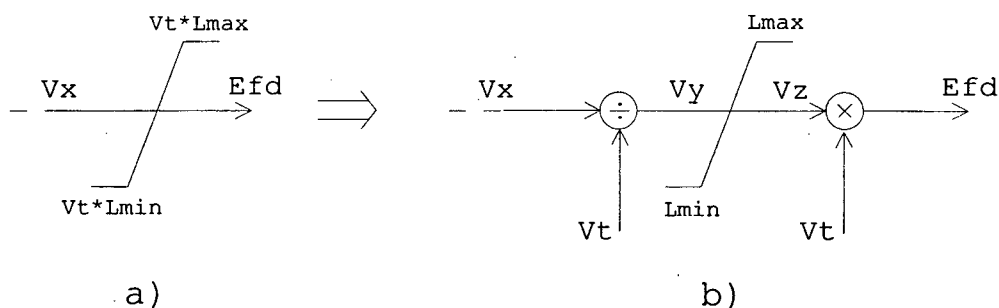 Vt*Lmax
Vx
Efd
Vt*Lmin
a)
Lmax
Vx
÷
Vy
Vz
×
Efd
Lmin
Vt
Vt
b)